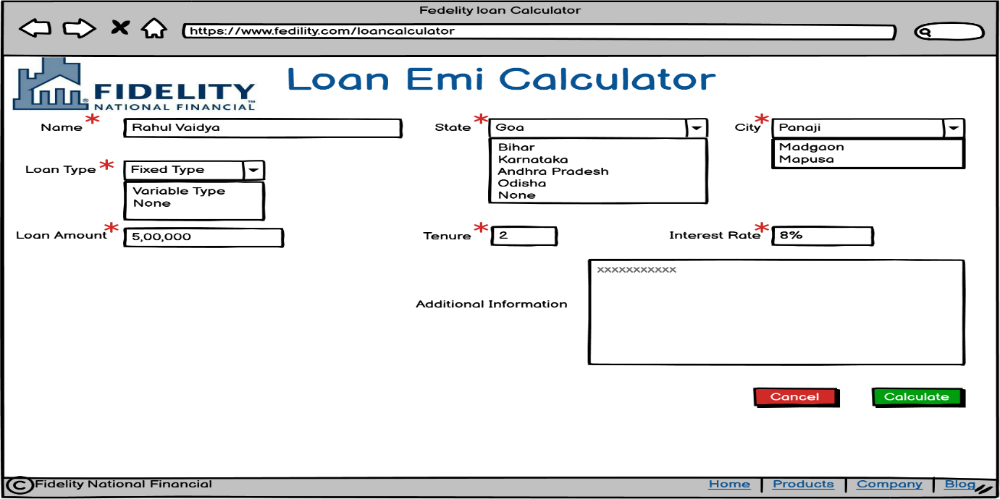 Fedelity loan Calculator
https://www.fedility.com/loancalculator
FIDELITY™
NATIONAL FINANCIAL
®
Loan Emi Calculator
Name * Rahul Vaidya
State * Goa
Bihar
Karnataka
Andhra Pradesh
Odisha
None
City * Panaji
Madgaon
Mapusa
Loan Type * Fixed Type
Variable Type
None
Loan Amount * 5,00,000
Tenure * 2
Interest Rate * 8%
Additional Information
xxxxxxxxxxx
Cancel
Calculate
© Fidelity National Financial
Home | Products | Company | Blog